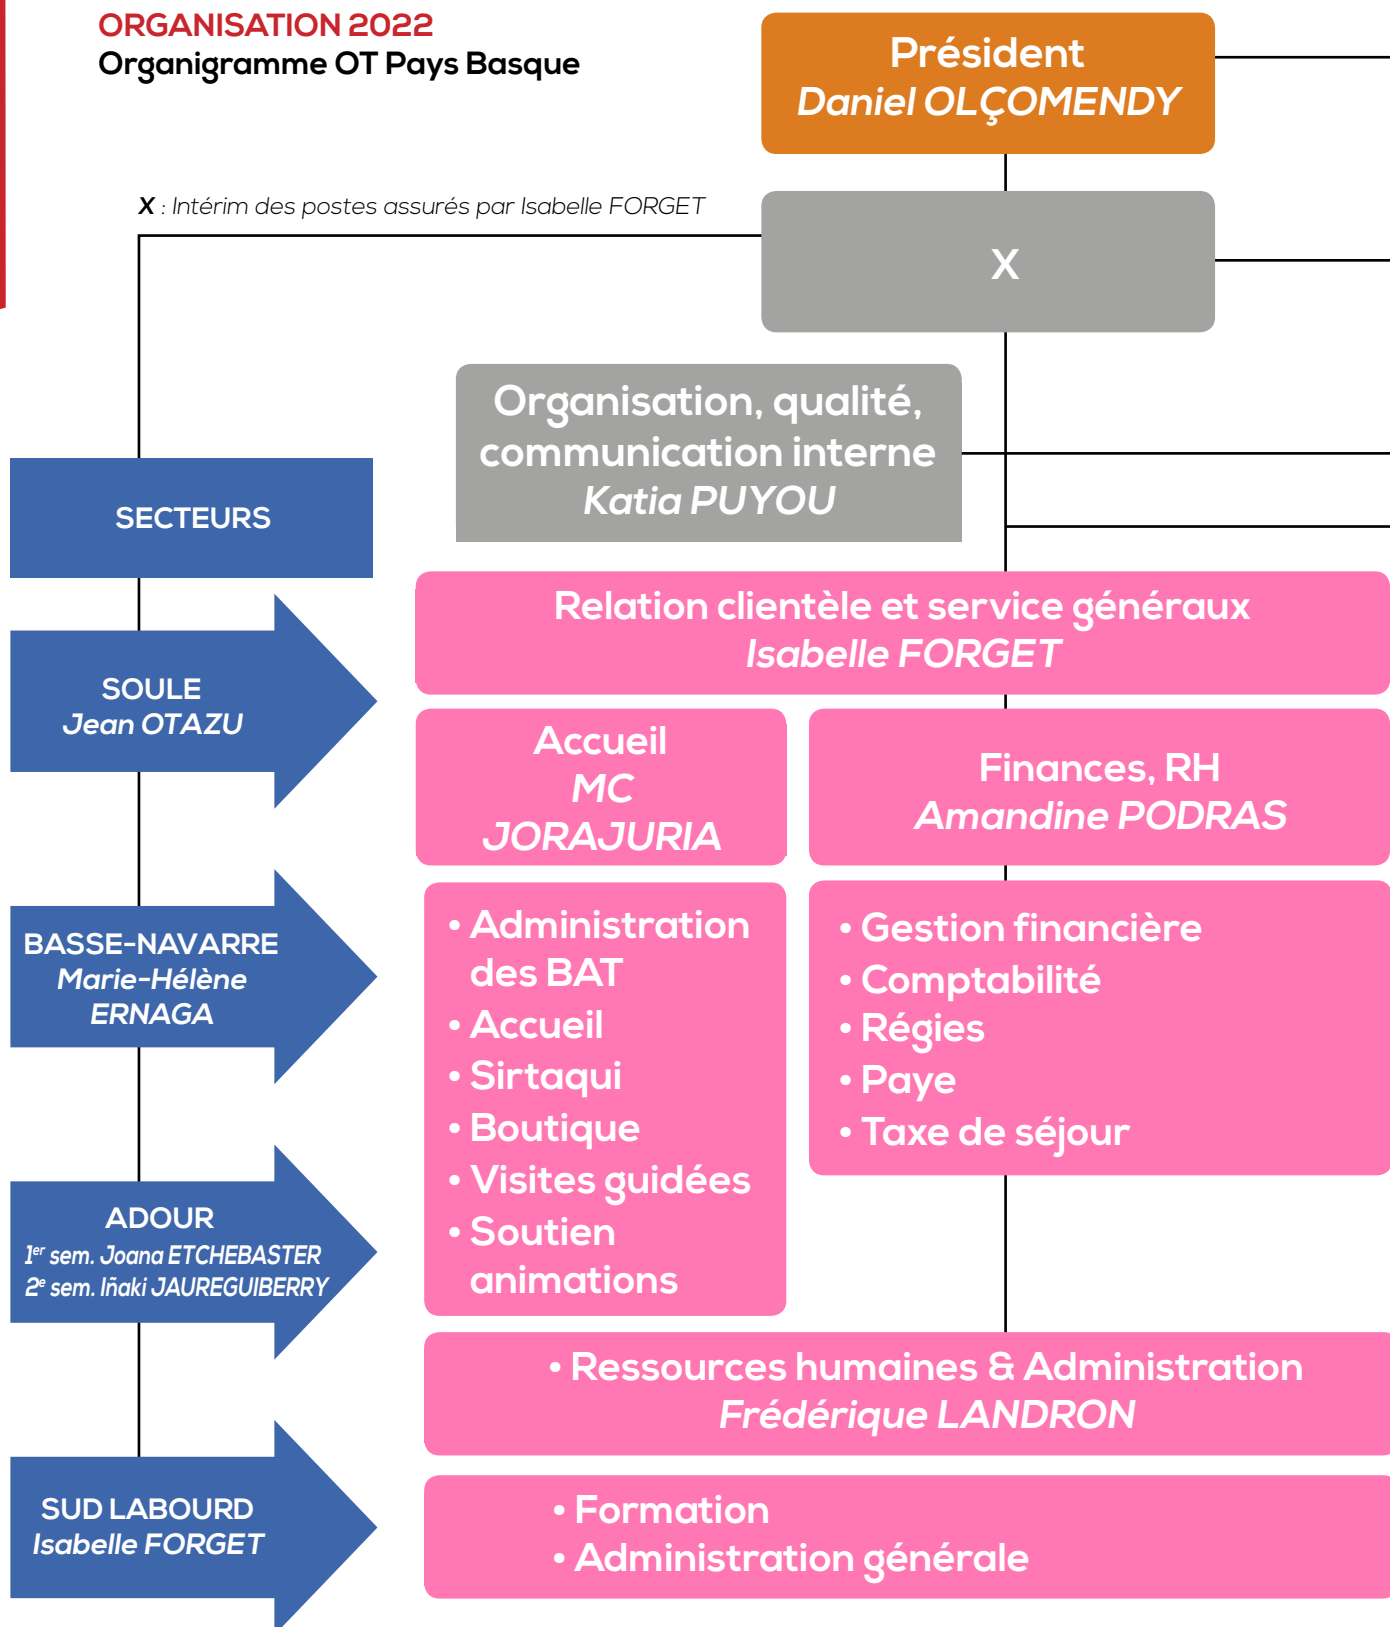 ORGANISATION 2022
Organigramme OT Pays Basque
Président
Daniel OLÇOMENDY
X : Intérim des postes assurés par Isabelle FORGET
X
Organisation, qualité,
communication interne
Katia PUYOU
SECTEURS
SOULE
Jean OTAZU
BASSE-NAVARRE
Marie-Hélène
ERNAGA
ADOUR
1er sem. Joana ETCHEBASTER
2e sem. Iñaki JAUREGUIBERRY
SUD LABOURD
Isabelle FORGET
Relation clientèle et service généraux
Isabelle FORGET
Accueil
MC
JORAJURIA
• Administration
des BAT
• Accueil
• Sirtaqui
• Boutique
• Visites guidées
• Soutien
animations
Finances, RH
Amandine PODRAS
• Gestion financière
• Comptabilité
• Régies
• Paye
• Taxe de séjour
• Ressources humaines & Administration
Frédérique LANDRON
• Formation
• Administration générale